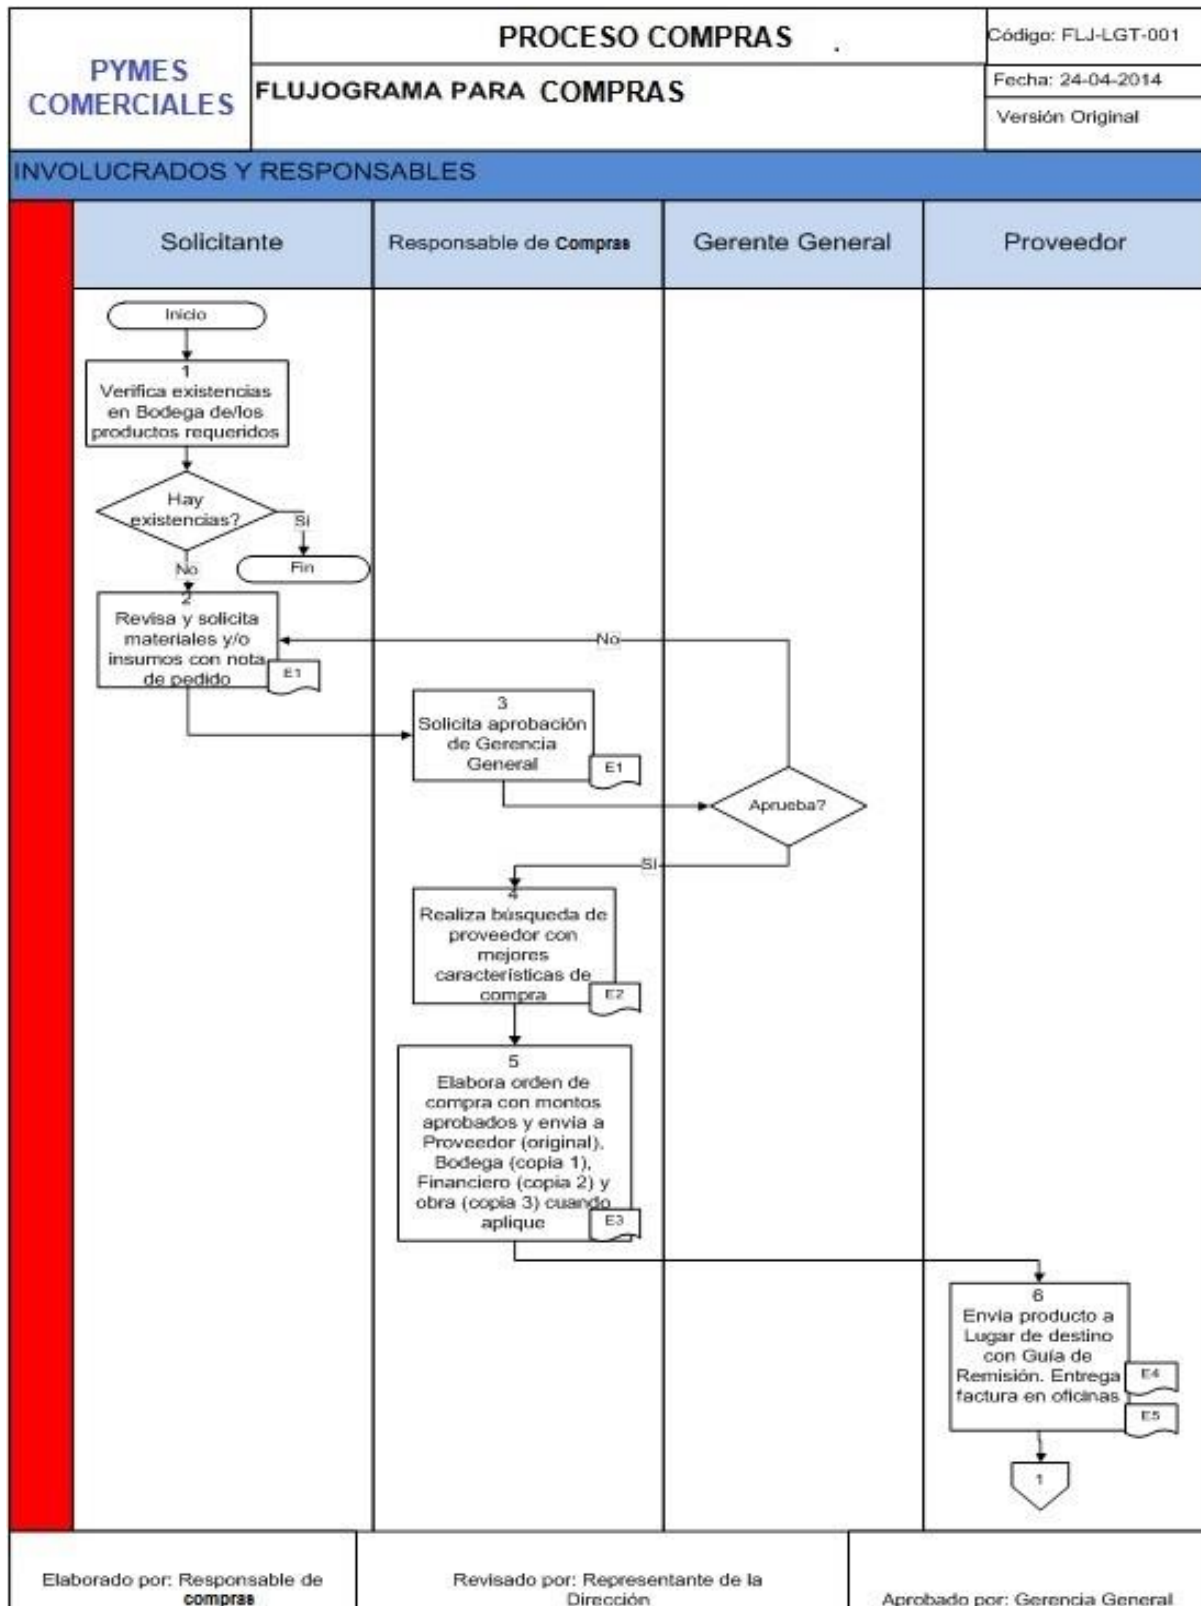 PYMES
COMERCIALES
PROCESO COMPRAS .
FLUJOGRAMA PARA COMPRAS
Código: FLJ-LGT-001
Fecha: 24-04-2014
Versión Original
INVOLUCRADOS Y RESPONSABLES
Solicitante
Responsable de Compras
Gerente General
Proveedor
Inicio
1
Verifica existencias
en Bodega de/los
productos requeridos
Hay
existencias?
Si
Fin
No
2
Revisa y solicita
materiales y/o
insumos con nota
de pedido
E1
No
3
Solicita aprobación
de Gerencia
General
E1
Aprueba?
Si
4
Realiza búsqueda de
proveedor con
mejores
características de
compra
E2
5
Elabora orden de
compra con montos
aprobados y envia a
Proveedor (original),
Bodega (copia 1),
Financiero (copia 2) y
obra (copia 3) cuando
aplique
E3
6
Envía producto a
Lugar de destino
con Guía de
Remisión. Entrega
factura en oficinas
E4
E5
1
Elaborado por: Responsable de
compras
Revisado por: Representante de la
Dirección
Aprobado por: Gerencia General